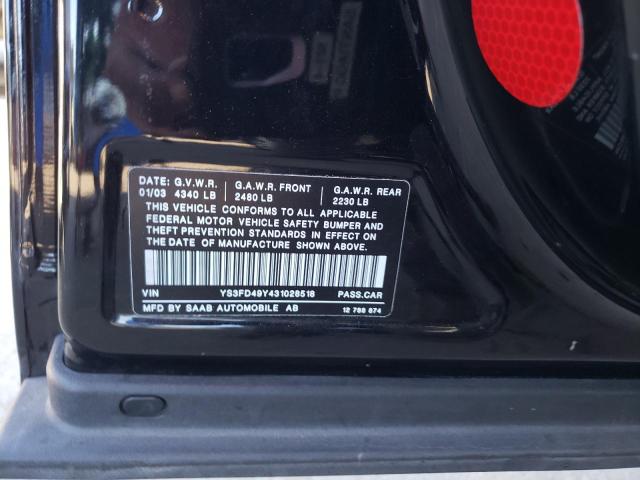 DATE: G.V.W.R. G.A.W.R. FRONT G.A.W.R. REAR
01/03 4340 LB 2480 LB 2230 LB
THIS VEHICLE CONFORMS TO ALL APPLICABLE
FEDERAL MOTOR VEHICLE SAFETY BUMPER AND
THEFT PREVENTION STANDARDS IN EFFECT ON
THE DATE OF MANUFACTURE SHOWN ABOVE.
VIN YS3FD49Y431028518 PASS.CAR
MFD BY SAAB AUTOMOBILE AB 12 788 874